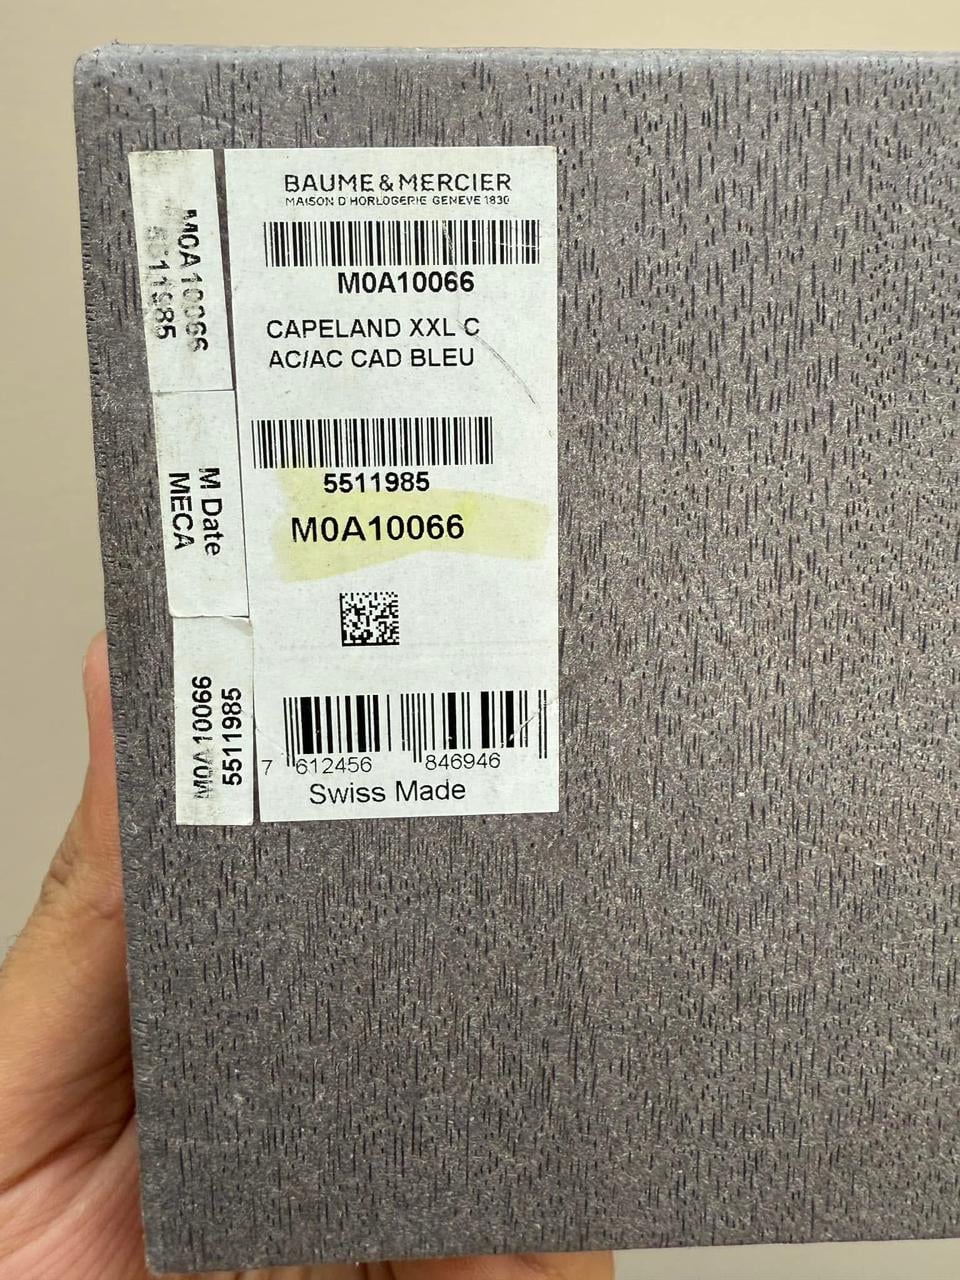 BAUME & MERCIER
MAISON D'HORLOGERIE GENEVE 1830
M0A10066
CAPELAND XXL C
AC/AC CAD BLEU
5511985
M0A10066
7 612456 846946
Swiss Made
M0A10066
5511985
M Date
MECA
M0A10066
5511985